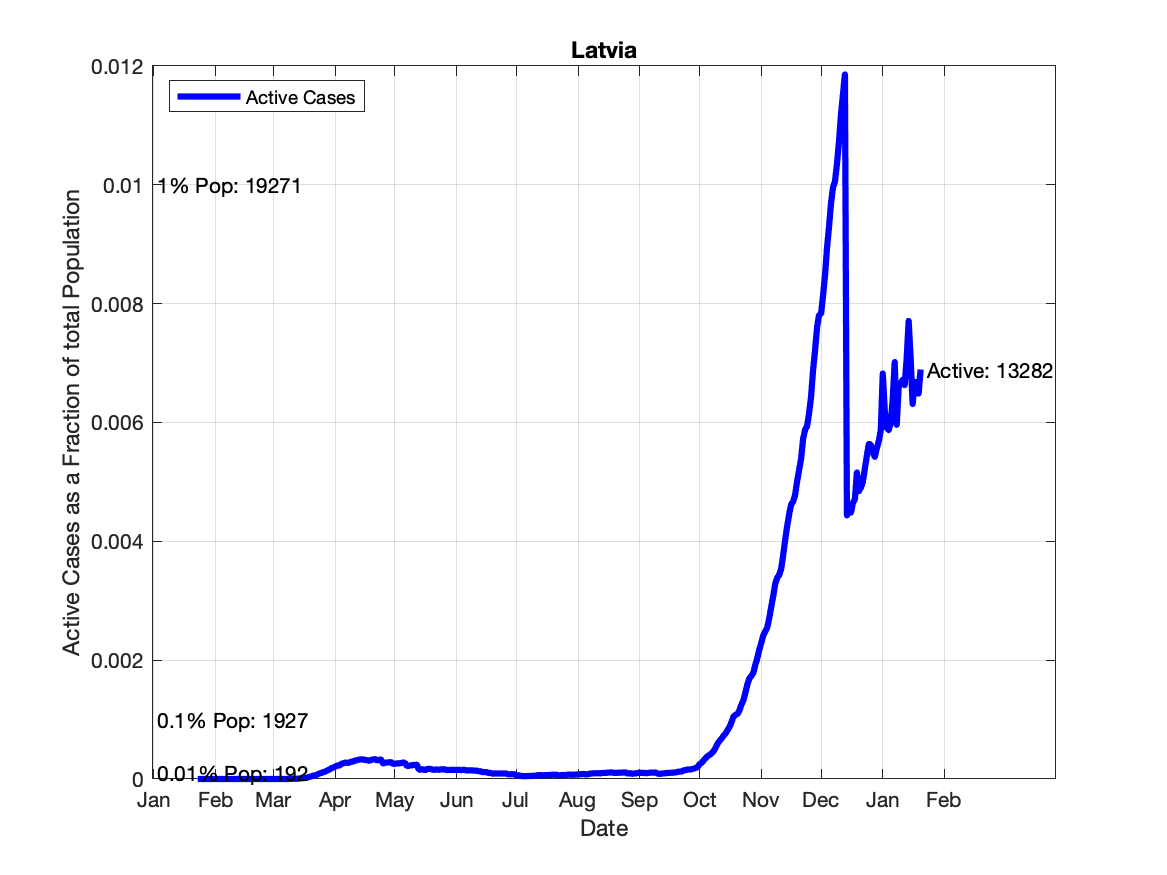 Latvia
0.012
Active Cases
0.01
1% Pop: 19271
0.008
Active: 13282
0.006
0.004
0.002
0.1% Pop: 1927
0.01% Pop: 192
0
Jan Feb Mar Apr May Jun Jul Aug Sep Oct Nov Dec Jan Feb
Date
Active Cases as a Fraction of total Population